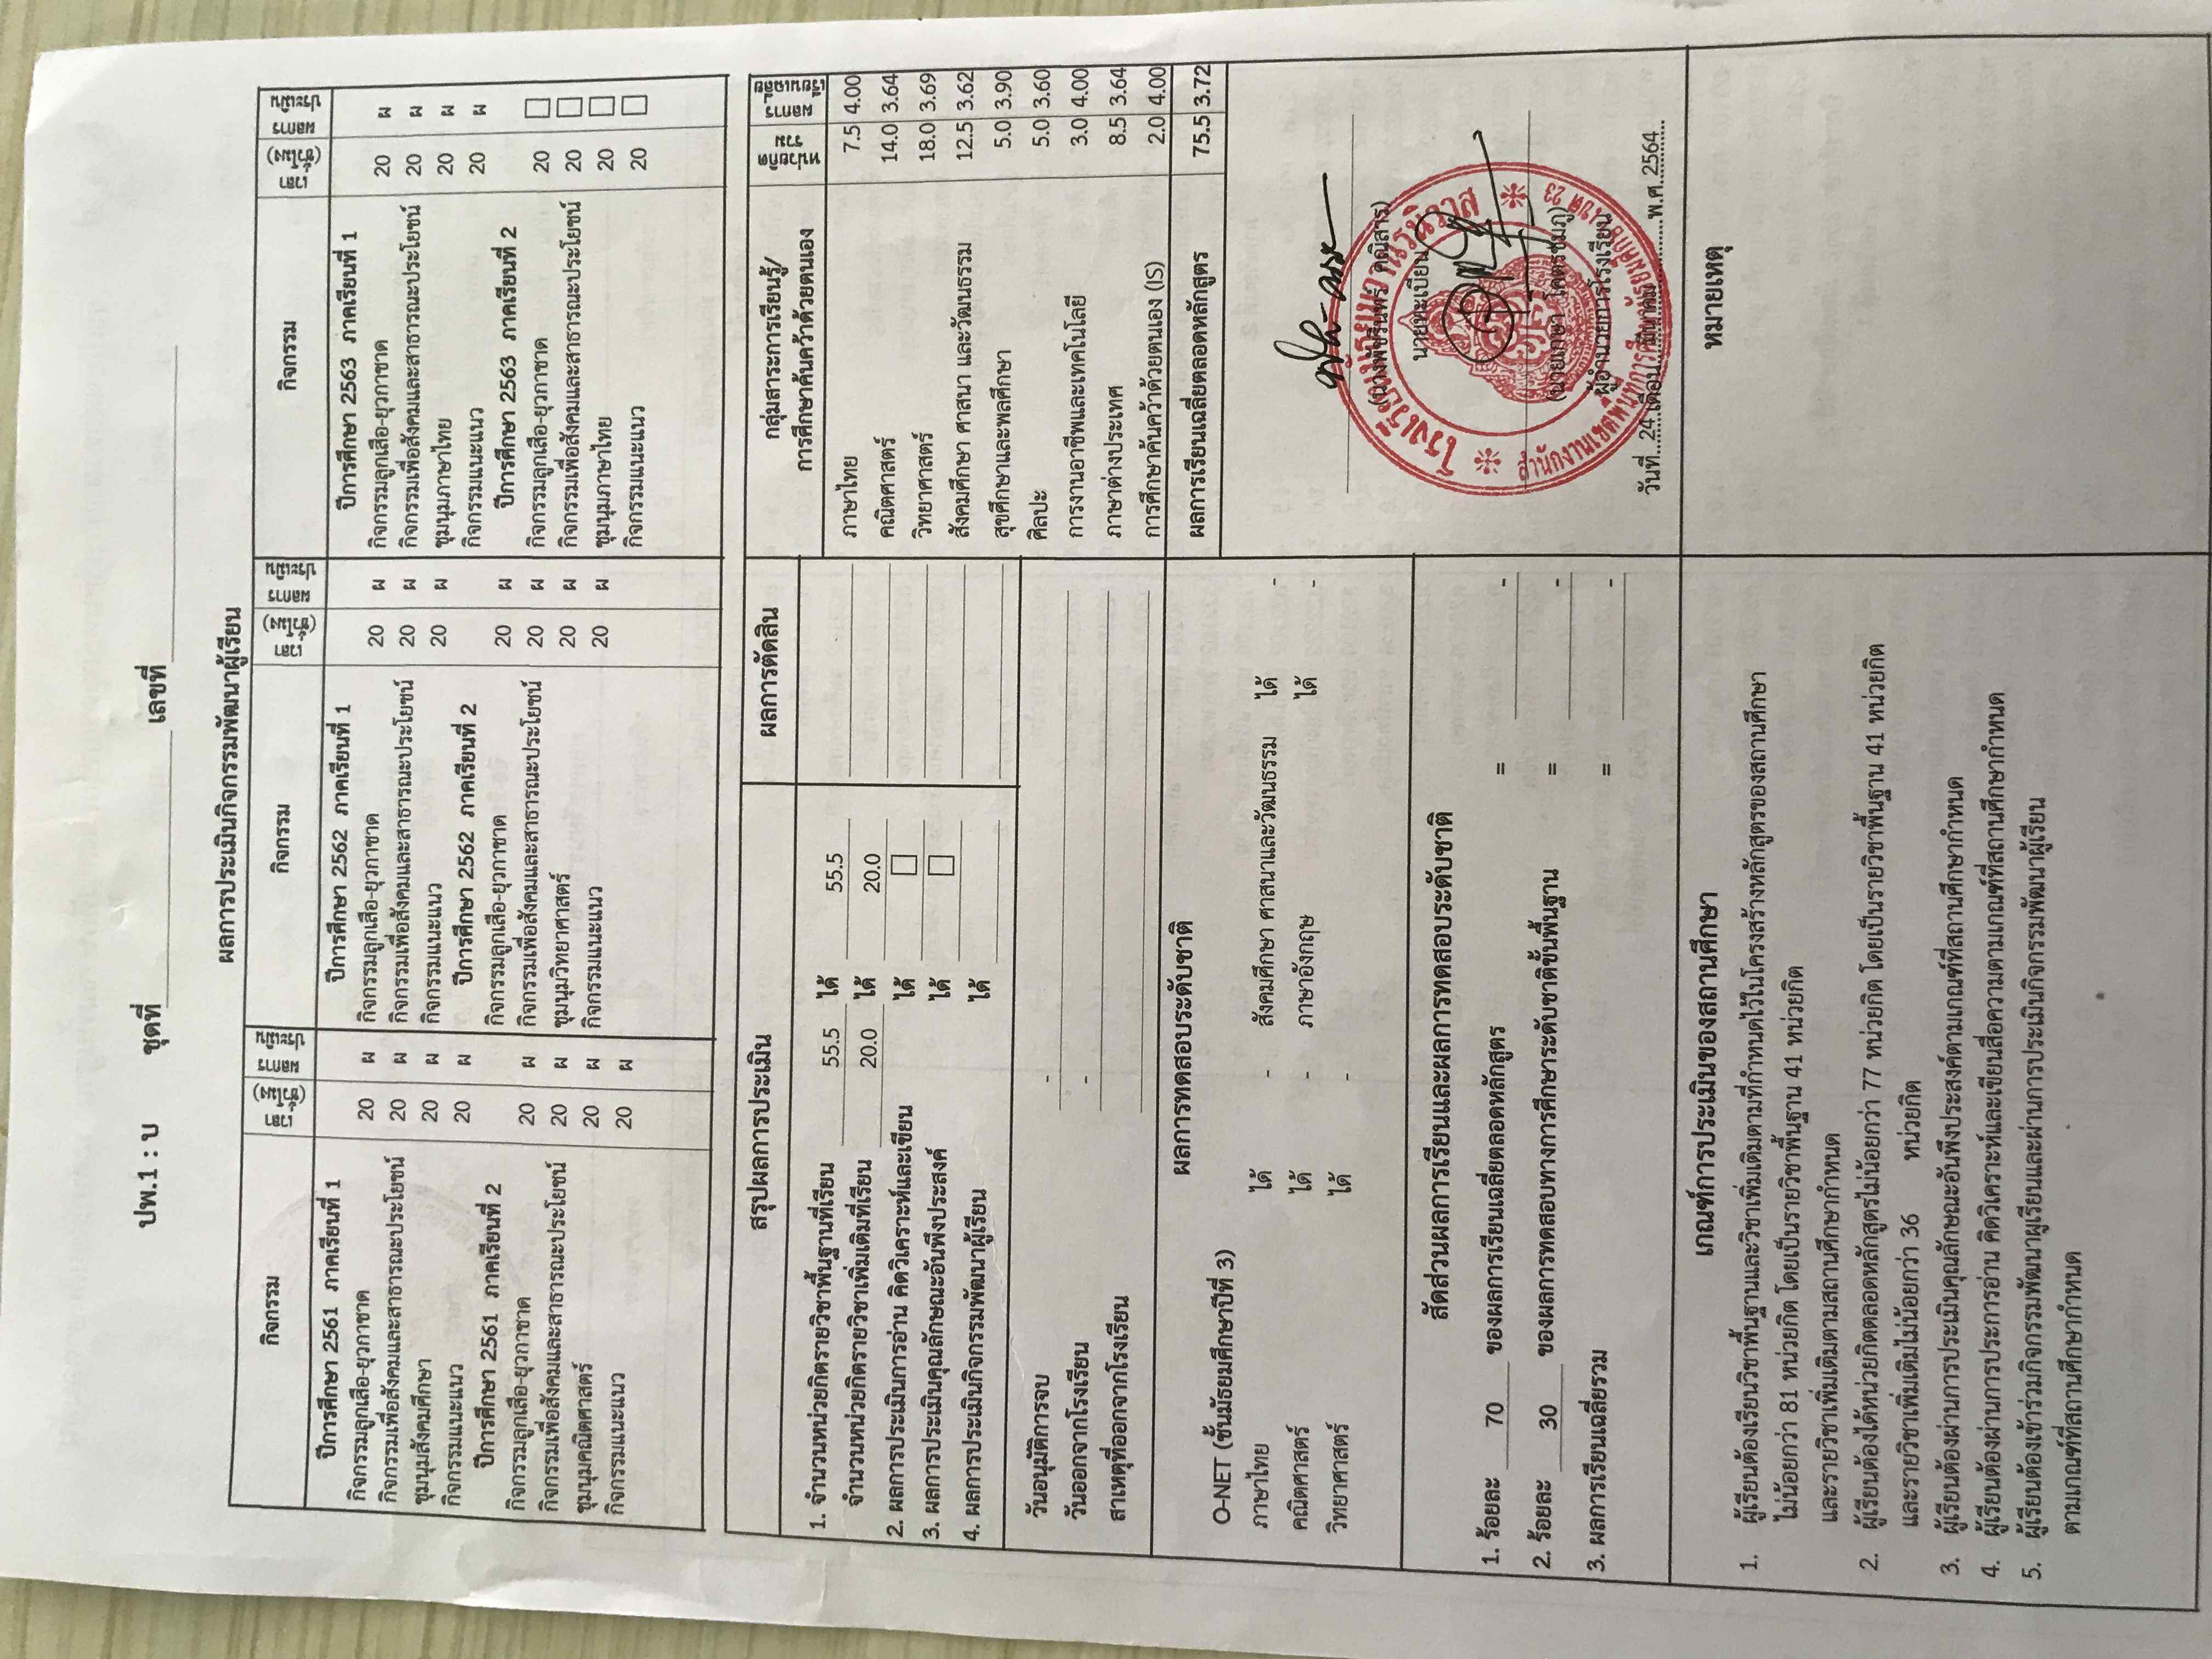 ปพ.1 : บ ชุดที่ เลขที่
ผลการประเมินกิจกรรมพัฒนาผู้เรียน
กิจกรรม เวลา (ชั่วโมง) ผลการประเมิน
ปีการศึกษา 2561 ภาคเรียนที่ 1
กิจกรรมลูกเสือ-ยุวกาชาด 20 ผ
กิจกรรมเพื่อสังคมและสาธารณะประโยชน์ 20 ผ
ชุมนุมสังคมศึกษา 20 ผ
กิจกรรมแนะแนว 20 ผ
ปีการศึกษา 2561 ภาคเรียนที่ 2
กิจกรรมลูกเสือ-ยุวกาชาด 20 ผ
กิจกรรมเพื่อสังคมและสาธารณะประโยชน์ 20 ผ
ชุมนุมคณิตศาสตร์ 20 ผ
กิจกรรมแนะแนว 20 ผ
กิจกรรม เวลา (ชั่วโมง) ผลการประเมิน
ปีการศึกษา 2562 ภาคเรียนที่ 1
กิจกรรมลูกเสือ-ยุวกาชาด 20 ผ
กิจกรรมเพื่อสังคมและสาธารณะประโยชน์ 20 ผ
กิจกรรมแนะแนว 20 ผ
ปีการศึกษา 2562 ภาคเรียนที่ 2
กิจกรรมลูกเสือ-ยุวกาชาด 20 ผ
กิจกรรมเพื่อสังคมและสาธารณะประโยชน์ 20 ผ
ชุมนุมวิทยาศาสตร์ 20 ผ
กิจกรรมแนะแนว 20 ผ
กิจกรรม เวลา (ชั่วโมง) ผลการประเมิน
ปีการศึกษา 2563 ภาคเรียนที่ 1
กิจกรรมลูกเสือ-ยุวกาชาด 20 ผ
กิจกรรมเพื่อสังคมและสาธารณะประโยชน์ 20 ผ
ชุมนุมภาษาไทย 20 ผ
กิจกรรมแนะแนว 20 ผ
ปีการศึกษา 2563 ภาคเรียนที่ 2
กิจกรรมลูกเสือ-ยุวกาชาด 20 □
กิจกรรมเพื่อสังคมและสาธารณะประโยชน์ 20 □
ชุมนุมภาษาไทย 20 □
กิจกรรมแนะแนว 20 □
สรุปผลการประเมิน ผลการตัดสิน
1. จำนวนหน่วยกิตรายวิชาพื้นฐานที่เรียน 55.5 ได้ 55.5
จำนวนหน่วยกิตรายวิชาเพิ่มเติมที่เรียน 20.0 ได้ 20.0
2. ผลการประเมินการอ่าน คิดวิเคราะห์และเขียน ได้ □
3. ผลการประเมินคุณลักษณะอันพึงประสงค์ ได้ □
4. ผลการประเมินกิจกรรมพัฒนาผู้เรียน ได้
วันอนุมัติการจบ -
วันออกจากโรงเรียน -
สาเหตุที่ออกจากโรงเรียน
กลุ่มสาระการเรียนรู้/
การศึกษาค้นคว้าด้วยตนเอง หน่วยกิตรวม ผลการเรียนเฉลี่ย
ภาษาไทย 7.5 4.00
คณิตศาสตร์ 14.0 3.64
วิทยาศาสตร์ 18.0 3.69
สังคมศึกษา ศาสนา และวัฒนธรรม 12.5 3.62
สุขศึกษาและพลศึกษา 5.0 3.90
ศิลปะ 5.0 3.60
การงานอาชีพและเทคโนโลยี 3.0 4.00
ภาษาต่างประเทศ 8.5 3.64
การศึกษาค้นคว้าด้วยตนเอง (IS) 2.0 4.00
ผลการเรียนเฉลี่ยตลอดหลักสูตร 75.5 3.72
ผลการทดสอบระดับชาติ
O-NET (ชั้นมัธยมศึกษาปีที่ 3)
ภาษาไทย ได้ - สังคมศึกษา ศาสนาและวัฒนธรรม ได้ -
คณิตศาสตร์ ได้ - ภาษาอังกฤษ ได้ -
วิทยาศาสตร์ ได้ -
สัดส่วนผลการเรียนและผลการทดสอบระดับชาติ
1. ร้อยละ 70 ของผลการเรียนเฉลี่ยตลอดหลักสูตร = -
2. ร้อยละ 30 ของผลการทดสอบทางการศึกษาระดับชาติขั้นพื้นฐาน = -
3. ผลการเรียนเฉลี่ยรวม = -
(นางพัชรินทร์ คณิสาร)
นายทะเบียน
(นายเกษา โคตรชมภู)
ผู้อำนวยการโรงเรียน
วันที่...24...เดือน...มีนาคม...พ.ศ. 2564
สำนักงานเขตพื้นที่การศึกษามัธยมศึกษา เขต 23
เกณฑ์การประเมินของสถานศึกษา
1. ผู้เรียนต้องเรียนวิชาพื้นฐานและวิชาเพิ่มเติมตามที่กำหนดไว้ในโครงสร้างหลักสูตรของสถานศึกษา
ไม่น้อยกว่า 81 หน่วยกิต โดยเป็นรายวิชาพื้นฐาน 41 หน่วยกิต
และรายวิชาเพิ่มเติมตามสถานศึกษากำหนด
2. ผู้เรียนต้องได้หน่วยกิตตลอดหลักสูตรไม่น้อยกว่า 77 หน่วยกิต โดยเป็นรายวิชาพื้นฐาน 41 หน่วยกิต
และรายวิชาเพิ่มเติมไม่น้อยกว่า 36 หน่วยกิต
3. ผู้เรียนต้องผ่านการประเมินคุณลักษณะอันพึงประสงค์ตามเกณฑ์ที่สถานศึกษากำหนด
4. ผู้เรียนต้องผ่านการประการอ่าน คิดวิเคราะห์และเขียนสื่อความตามเกณฑ์ที่สถานศึกษากำหนด
5. ผู้เรียนต้องเข้าร่วมกิจกรรมพัฒนาผู้เรียนและผ่านการประเมินกิจกรรมพัฒนาผู้เรียน
ตามเกณฑ์ที่สถานศึกษากำหนด
หมายเหตุ